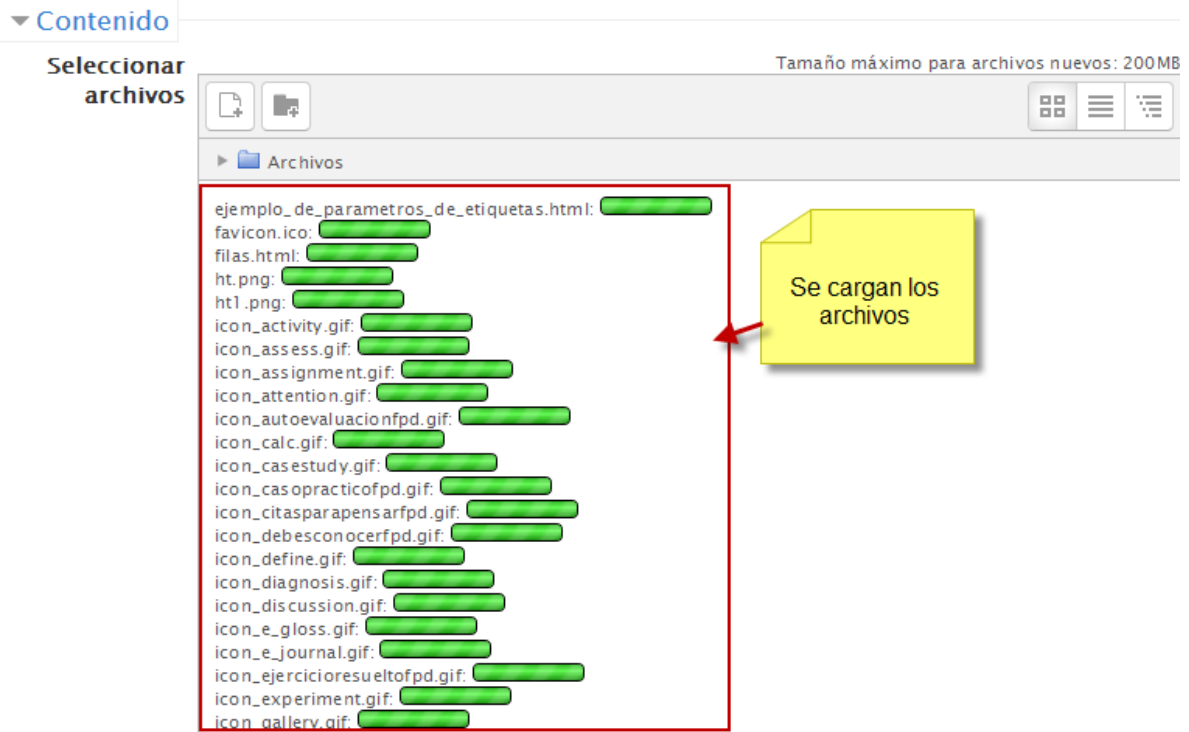 Contenido
Seleccionar
archivos
Tamaño máximo para archivos nuevos: 200MB
Archivos
ejemplo_de_parametros_de_etiquetas.html:
favicon.ico:
filas.html:
ht.png:
ht1.png:
icon_activity.gif:
icon_assess.gif:
icon_assignment.gif:
icon_attention.gif:
icon_autoevaluacionfpd.gif:
icon_calc.gif:
icon_casestudy.gif:
icon_casopracticofpd.gif:
icon_citasparapensarfpd.gif:
icon_debesconocerfpd.gif:
icon_define.gif:
icon_diagnosis.gif:
icon_discussion.gif:
icon_e_gloss.gif:
icon_e_journal.gif:
icon_ejercicioresueltofpd.gif:
icon_experiment.gif:
icon_gallery.gif:
Se cargan los
archivos